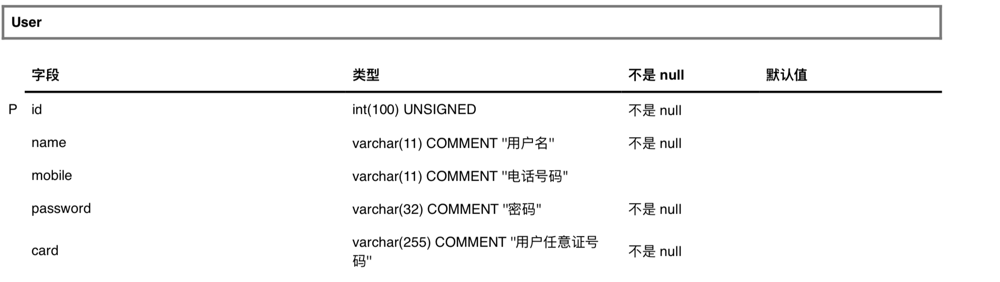 User
字段 类型 不是 null 默认值
P id int(100) UNSIGNED 不是 null
name varchar(11) COMMENT "用户名" 不是 null
mobile varchar(11) COMMENT "电话号码"
password varchar(32) COMMENT "密码" 不是 null
card varchar(255) COMMENT "用户任意证号 不是 null
码"